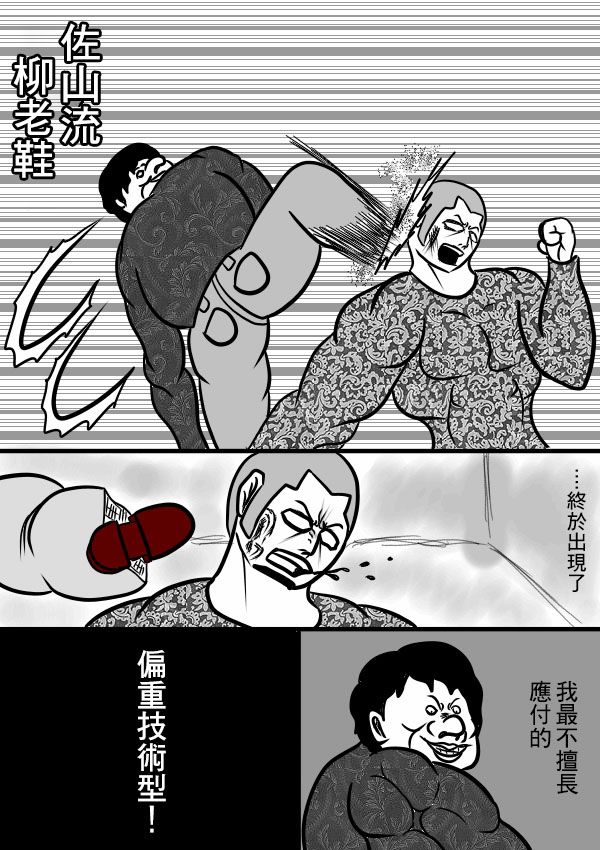 佐山流
柳老鞋
....終於出現了
我最不擅長
應付的
偏重技術型！